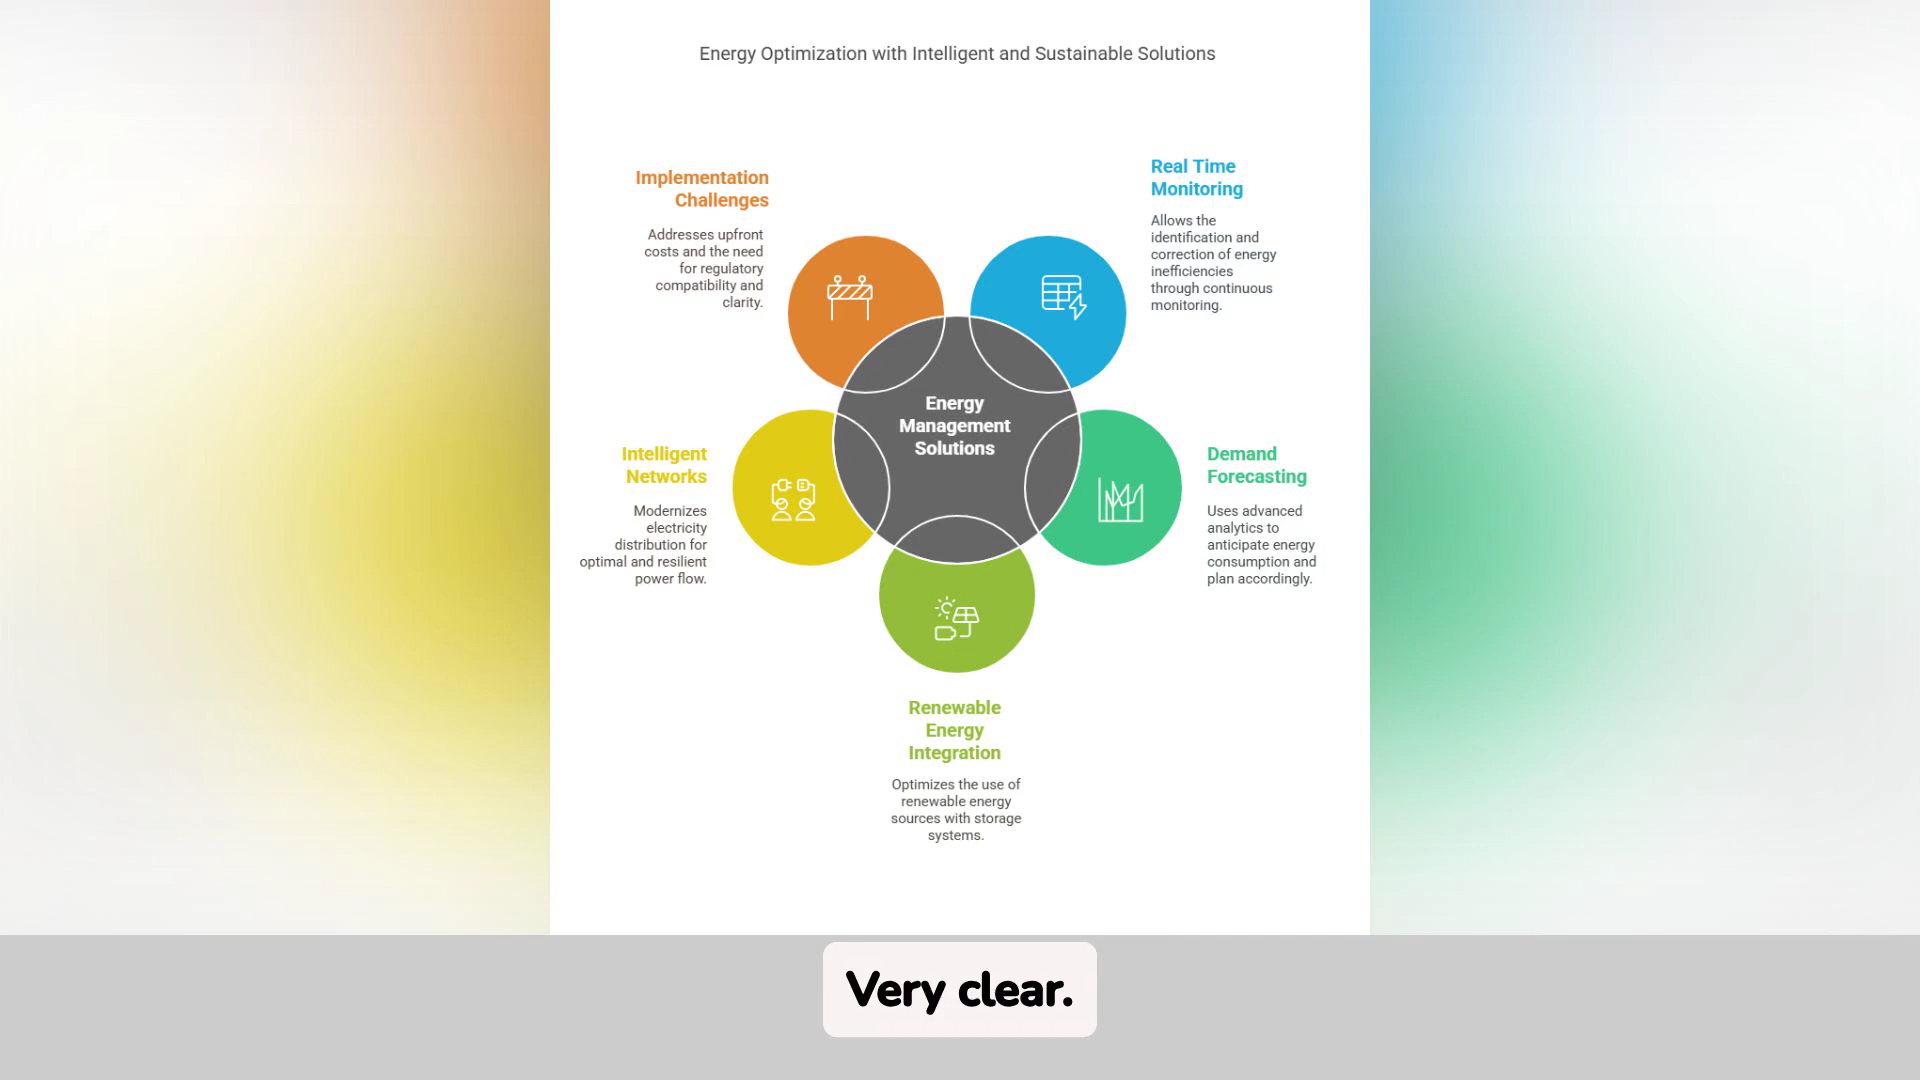 Energy Optimization with Intelligent and Sustainable Solutions
Implementation
Challenges
Addresses upfront
costs and the need
for regulatory
compatibility and
clarity.
Real Time
Monitoring
Allows the
identification and
correction of energy
inefficiencies
through continuous
monitoring.
Energy
Management
Solutions
Intelligent
Networks
Modernizes
electricity
distribution for
optimal and resilient
power flow.
Demand
Forecasting
Uses advanced
analytics to
anticipate energy
consumption and
plan accordingly.
Renewable
Energy
Integration
Optimizes the use of
renewable energy
sources with storage
systems.
Very clear.